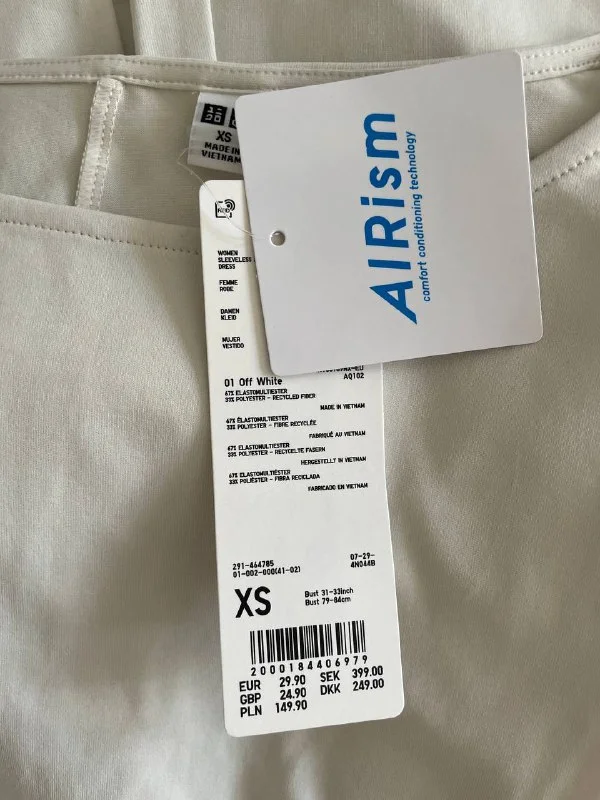 XS
MADE IN
VIETNAM
AIRism
comfort conditioning technology
WOMEN
SLEEVELESS
DRESS
FEMME
ROBE
DAMEN
KLEID
MUJER
VESTIDO
01 Off White
AQ102
67% ELASTOMULTIESTER
33% POLYESTER - RECYCLED FIBER
MADE IN VIETNAM
67% ÉLASTOMULTIESTER
33% POLYESTER - FIBRE RECYCLÉE
FABRIQUÉ AU VIETNAM
67% ELASTOMULTIESTER
33% POLYESTER - RECYCELTE FASERN
HERGESTELLT IN VIETNAM
67% ELASTOMULTIÉSTER
33% POLIÉSTER - FIBRA RECICLADA
FABRICADO EN VIETNAM
291-464785
01-002-000(41-02)
07-29-
4N044B
XS
Bust 31-33inch
Bust 79-84cm
2000184406979
EUR 29.90 SEK 399.00
GBP 24.90 DKK 249.00
PLN 149.90